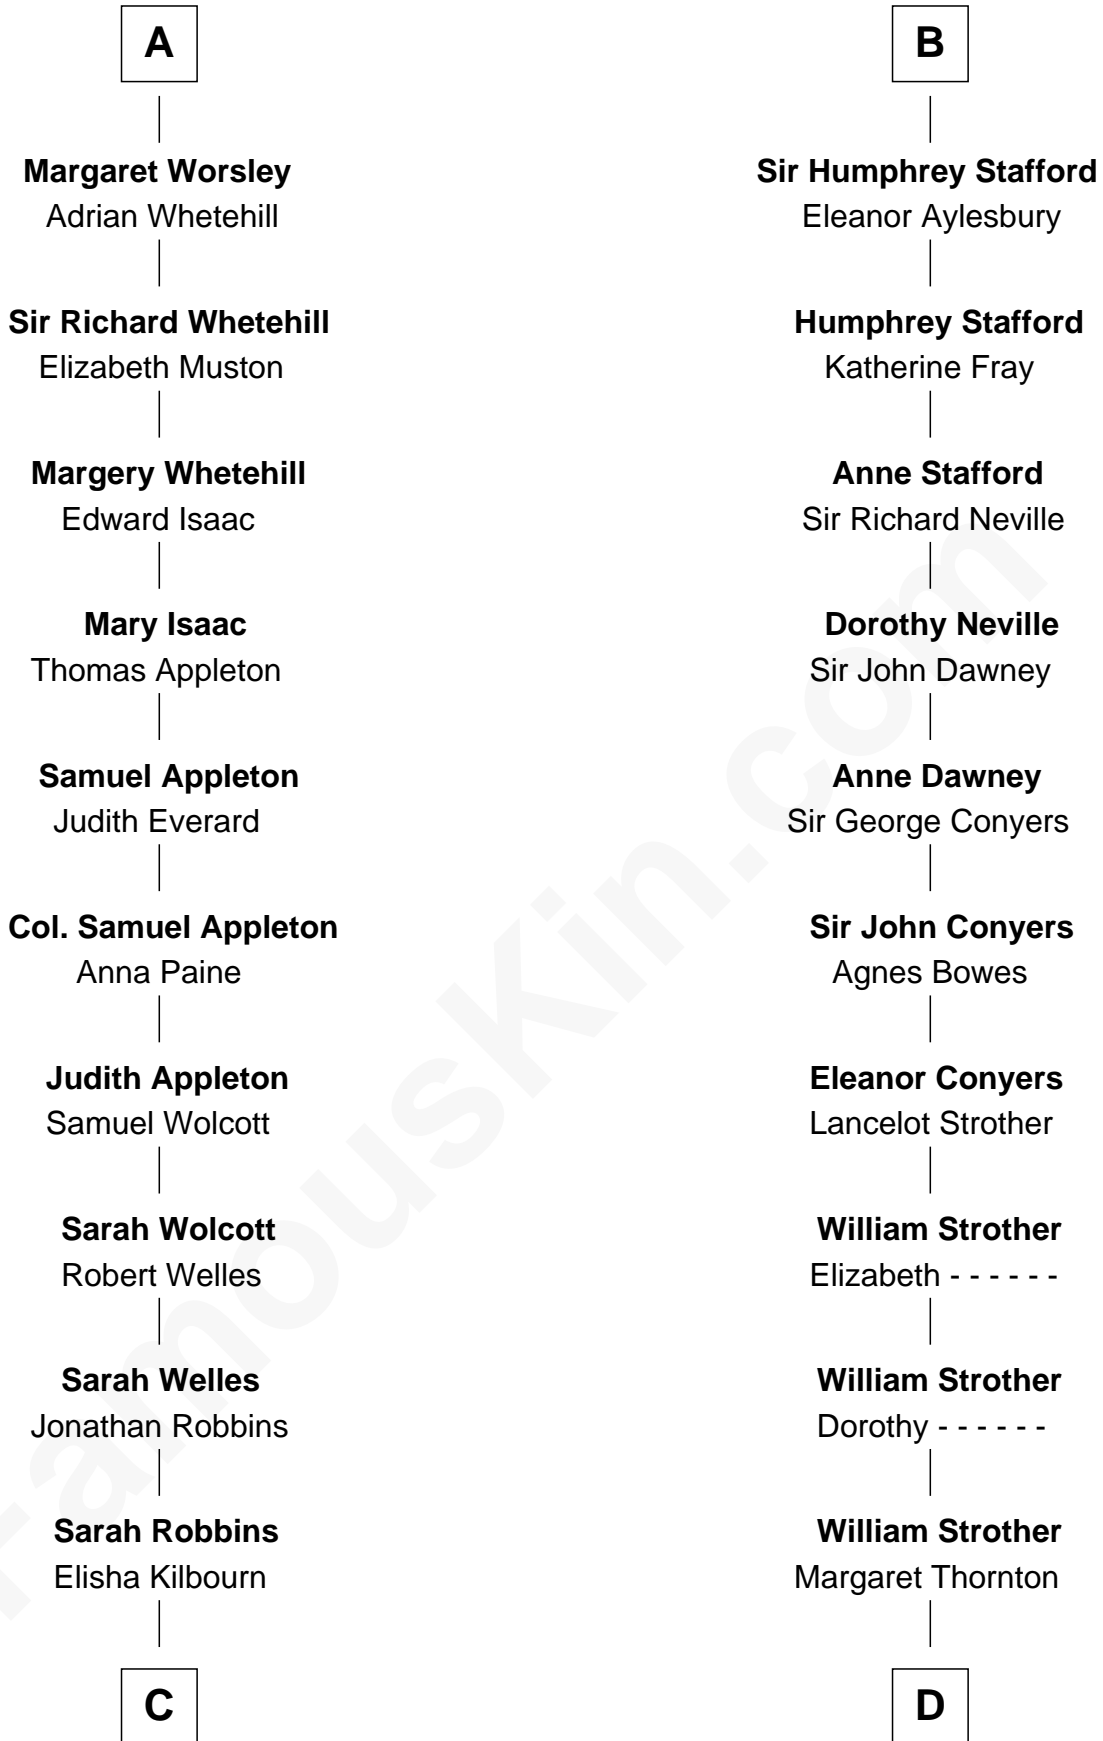 A
Margaret Worsley
Adrian Whetehill
Sir Richard Whetehill
Elizabeth Muston
Margery Whetehill
Edward Isaac
Mary Isaac
Thomas Appleton
Samuel Appleton
Judith Everard
Col. Samuel Appleton
Anna Paine
Judith Appleton
Samuel Wolcott
Sarah Wolcott
Robert Welles
Sarah Welles
Jonathan Robbins
Sarah Robbins
Elisha Kilbourn
C
B
Sir Humphrey Stafford
Eleanor Aylesbury
Humphrey Stafford
Katherine Fray
Anne Stafford
Sir Richard Neville
Dorothy Neville
Sir John Dawney
Anne Dawney
Sir George Conyers
Sir John Conyers
Agnes Bowes
Eleanor Conyers
Lancelot Strother
William Strother
Elizabeth - - - - - -
William Strother
Dorothy - - - - - -
William Strother
Margaret Thornton
D
FamousKin.com